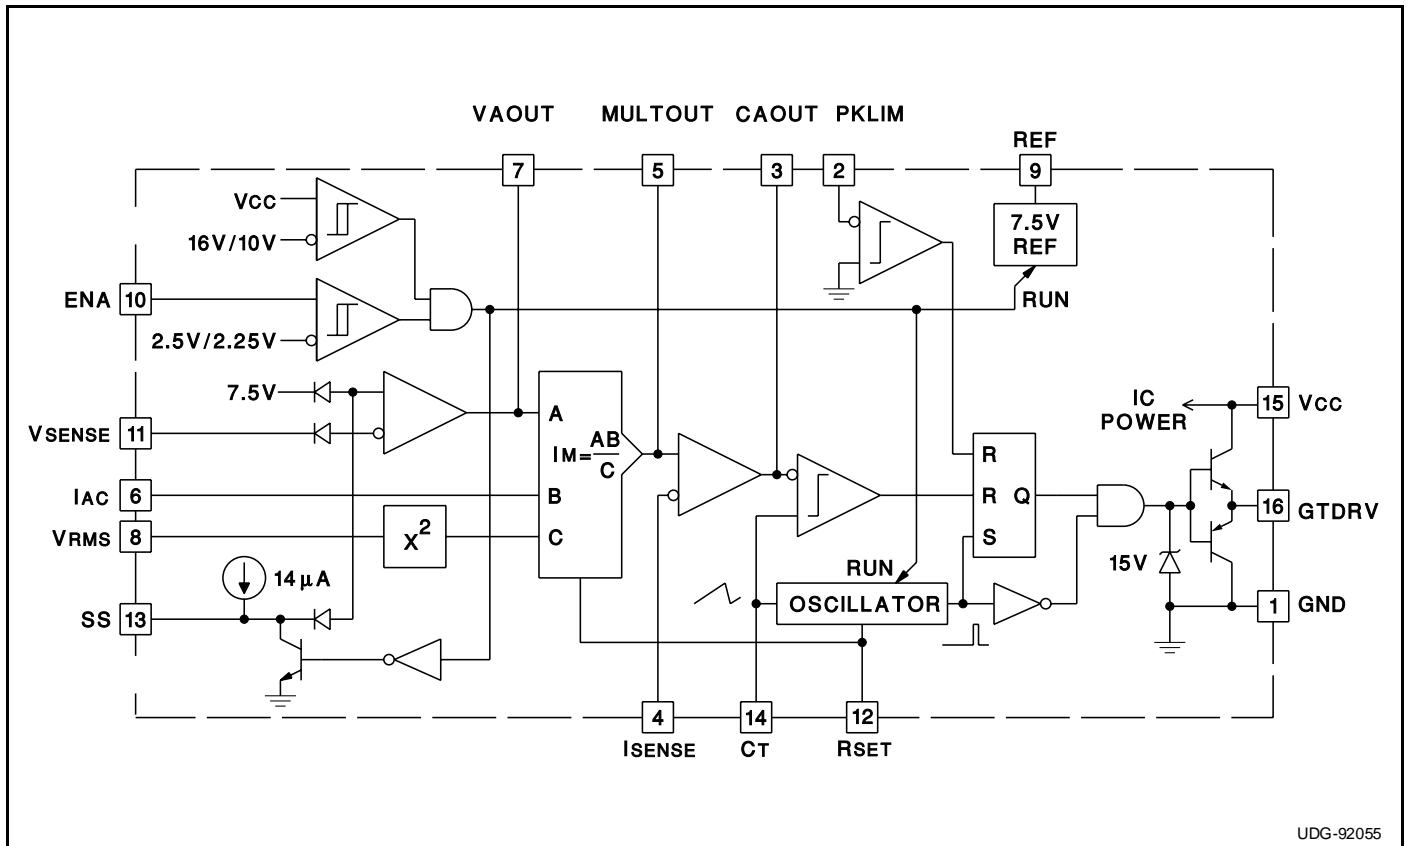 VAOUT MULTOUT CAOUT PKLIM
REF
7 5 3 2 9
VCC
16V/10V
7.5V
REF
ENA 10
RUN
2.5V/2.25V
7.5V
IC
POWER
15 VCC
VSENSE 11
A
IM=AB/C
R
IAC 6
B
R Q
16 GTDRV
VRMS 8
X²
C
S
15V
RUN
14µA
OSCILLATOR
1 GND
SS 13
4 14 12
ISENSE CT RSET
UDG-92055